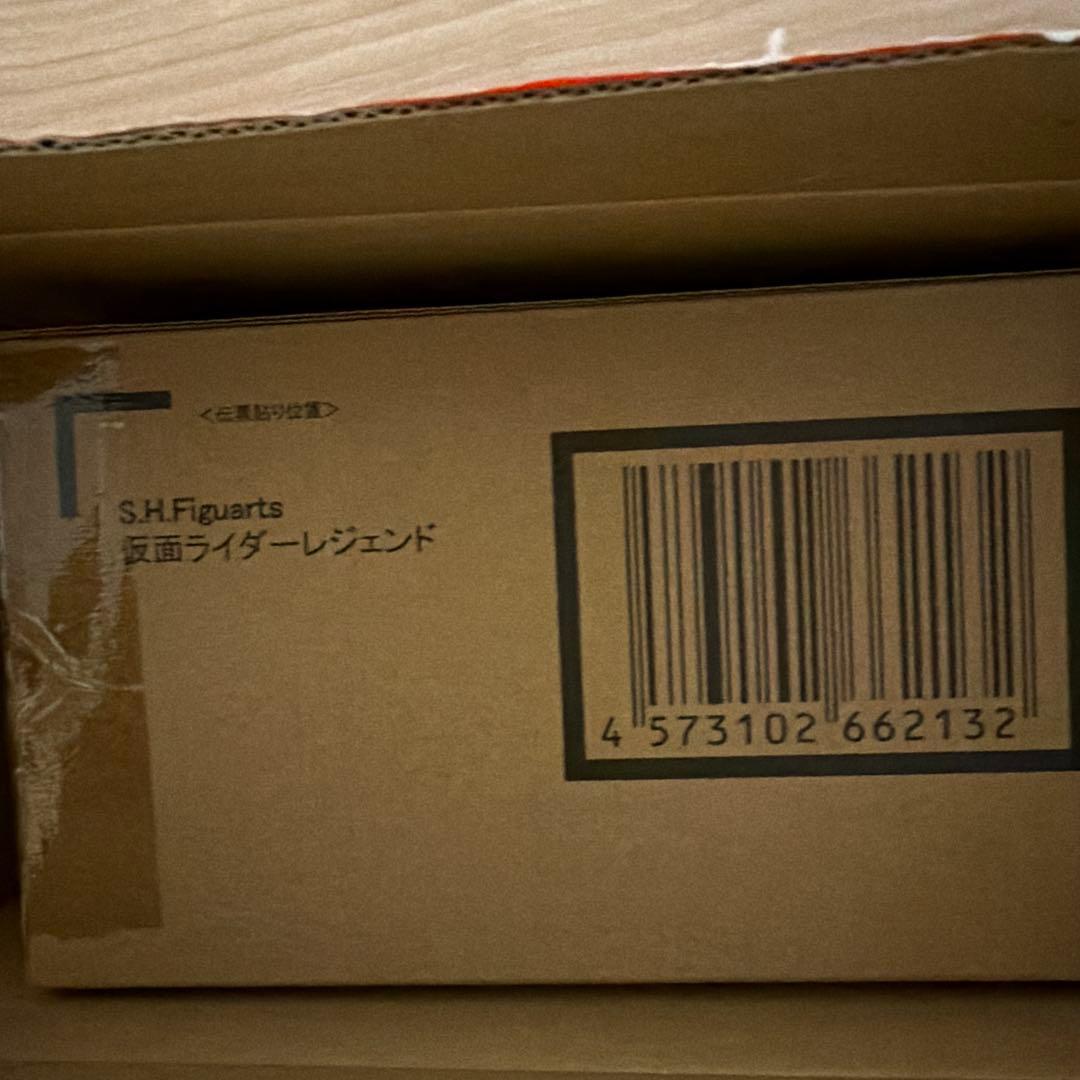 <伝票貼り位置>
S.H.Figuarts
仮面ライダーレジェンド
4 573102 662132